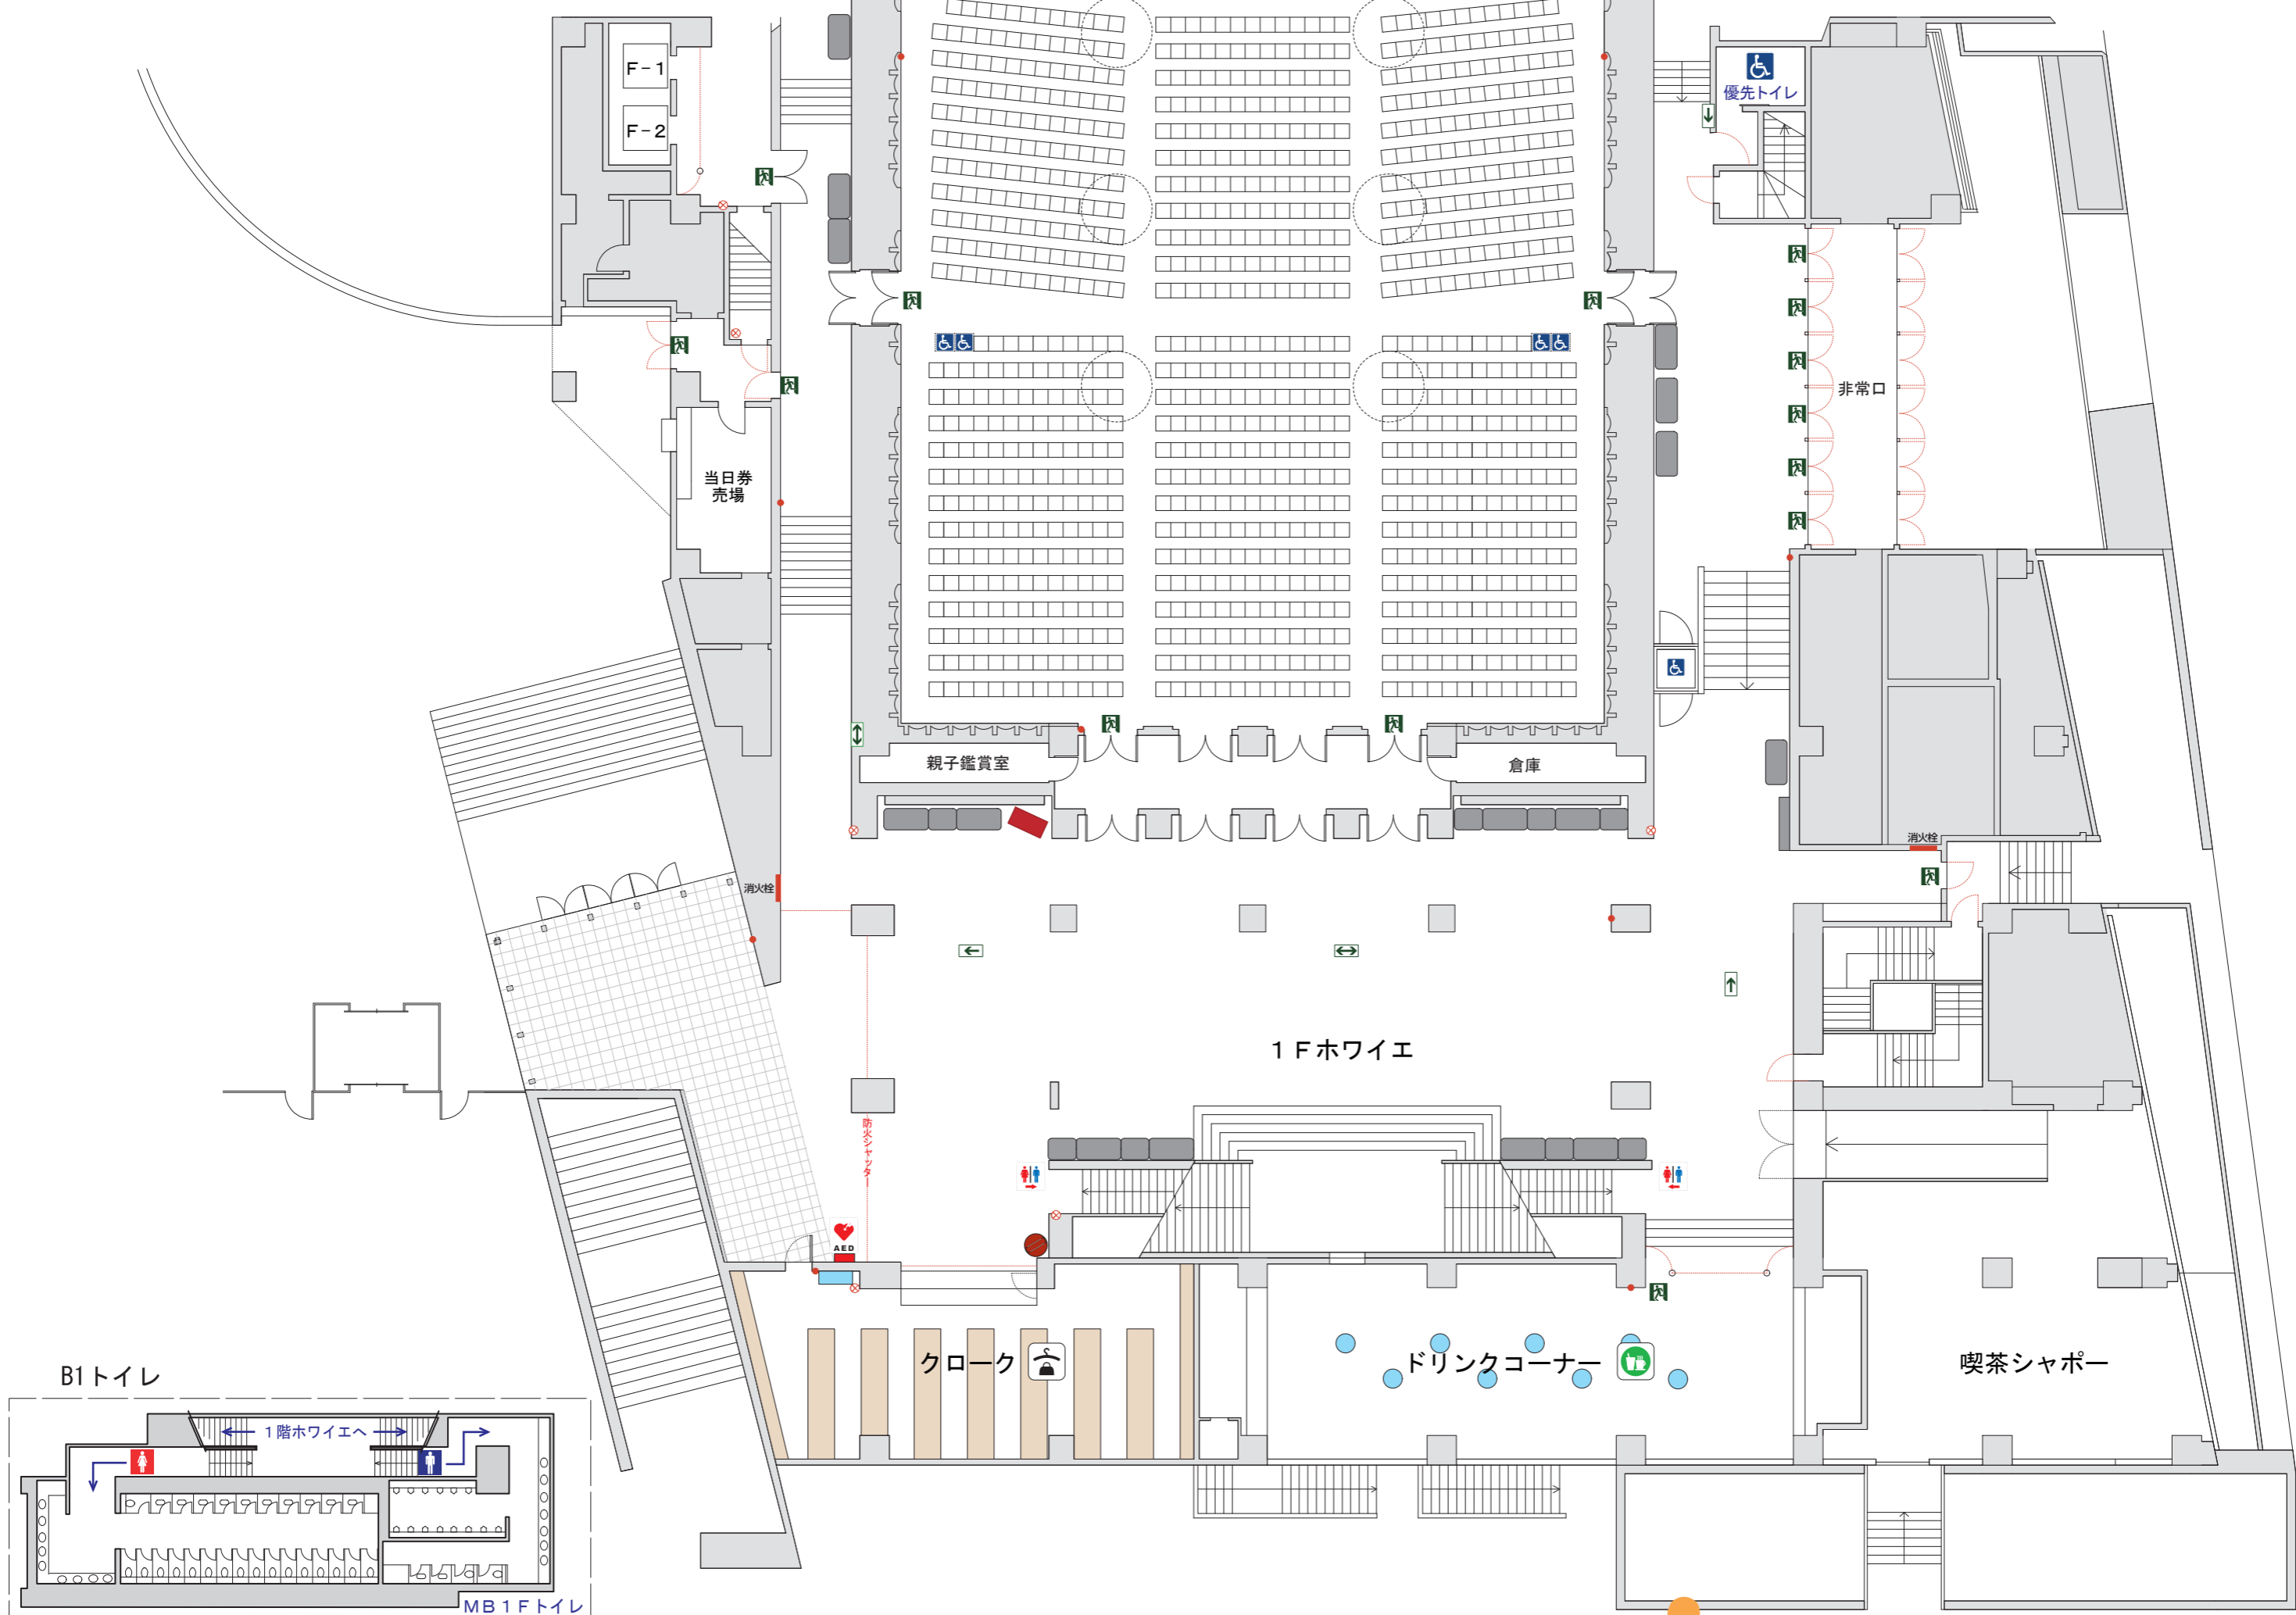 F-1
F-2
優先トイレ
非常口
当日券
売場
親子鑑賞室
倉庫
消火栓
消火栓
1Fホワイエ
防火シャッター
AED
クローク
ドリンクコーナー
喫茶シャポー
B1トイレ
1階ホワイエへ
MB1Fトイレ